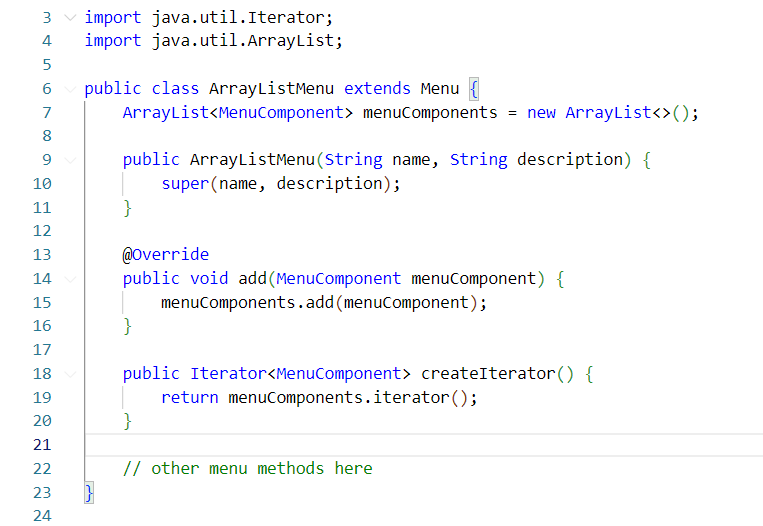 3 import java.util.Iterator;
4 import java.util.ArrayList;
5
6 public class ArrayListMenu extends Menu {
7     ArrayList<MenuComponent> menuComponents = new ArrayList<>();
8
9     public ArrayListMenu(String name, String description) {
10         super(name, description);
11     }
12
13     @Override
14     public void add(MenuComponent menuComponent) {
15         menuComponents.add(menuComponent);
16     }
17
18     public Iterator<MenuComponent> createIterator() {
19         return menuComponents.iterator();
20     }
21
22     // other menu methods here
23 }
24